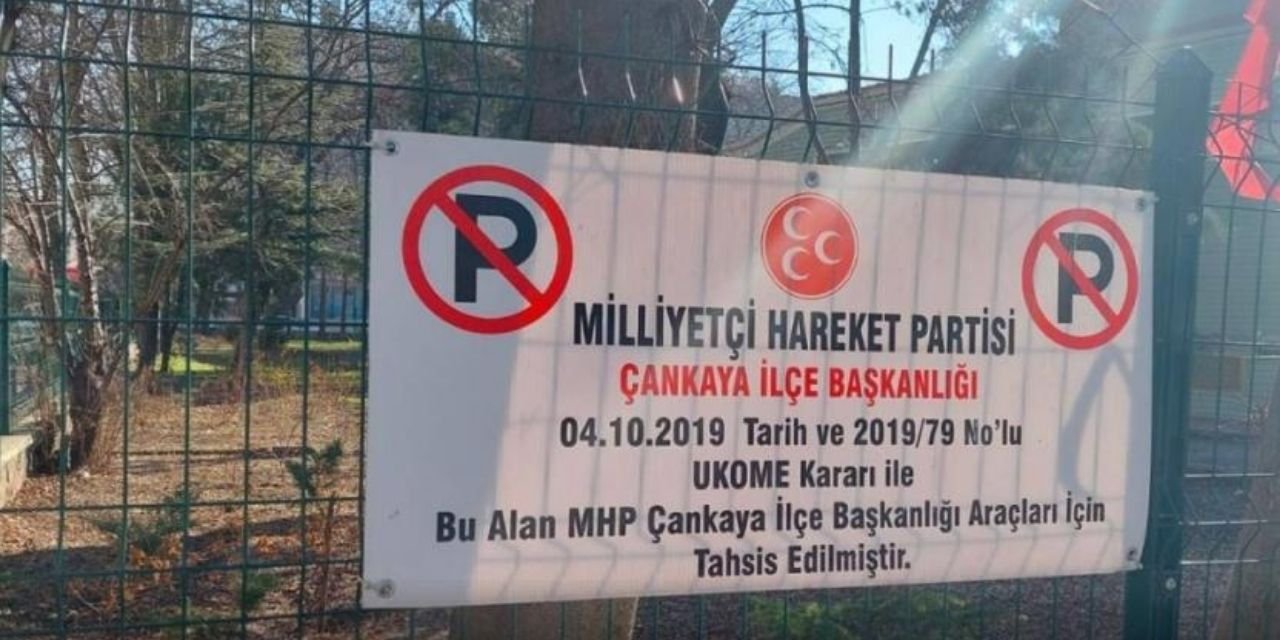 P P
MİLLİYETÇİ HAREKET PARTİSİ
ÇANKAYA İLÇE BAŞKANLIĞI
04.10.2019 Tarih ve 2019/79 No'lu
UKOME Kararı ile
Bu Alan MHP Çankaya İlçe Başkanlığı Araçları İçin
Tahsis Edilmiştir.